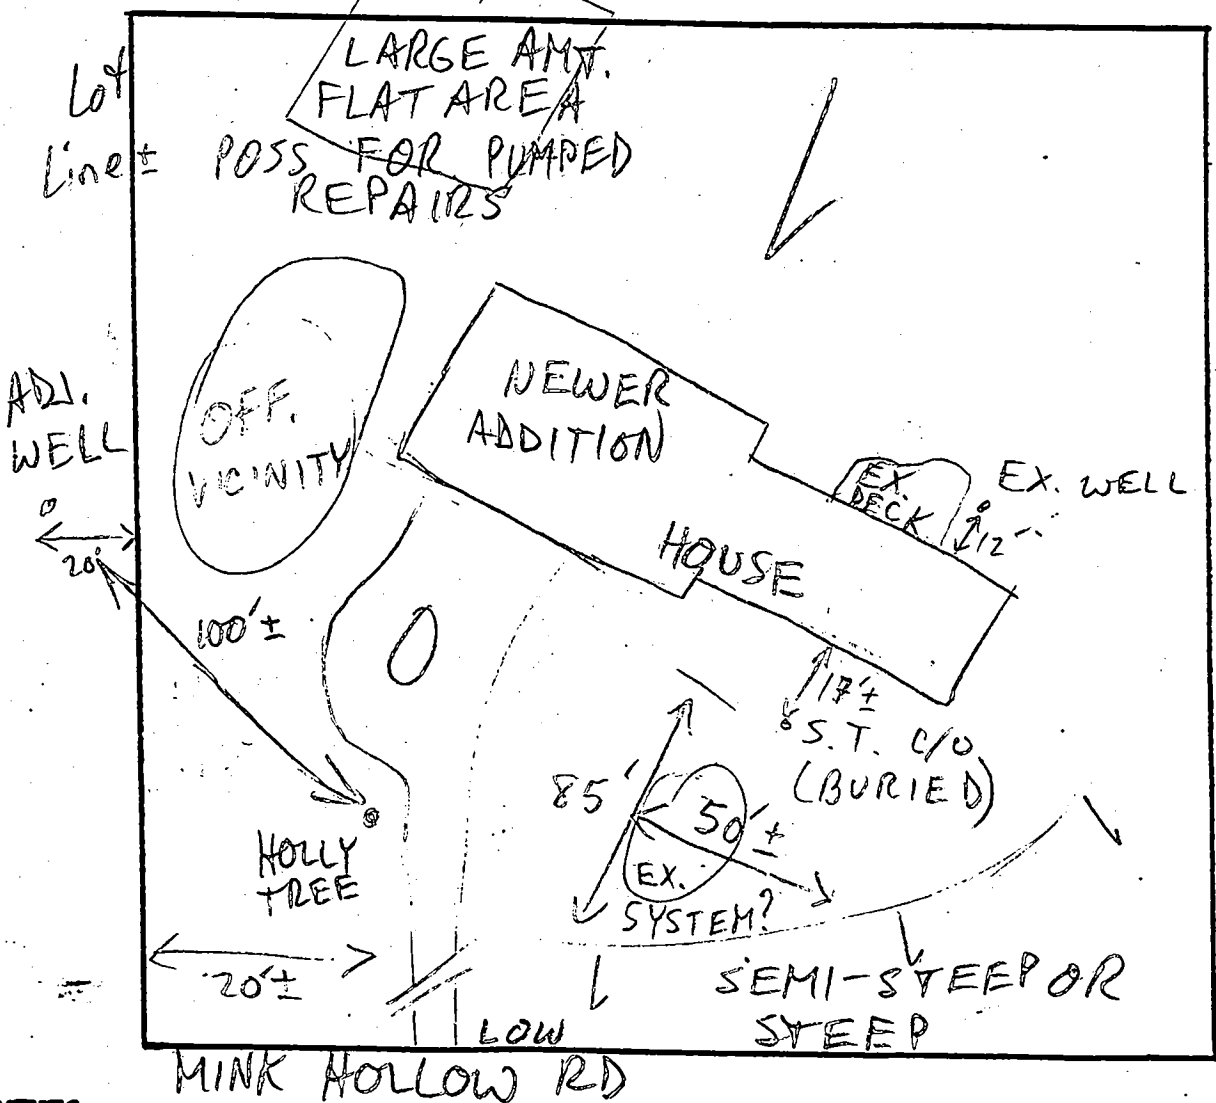 LARGE AMT.
FLAT AREA
POSS FOR PUMPED
REPAIRS
Lot
Line ±
ADJ.
WELL
20'
OFF.
VICINITY
NEWER
ADDITION
EX.
DECK
EX. WELL
12'
HOUSE
100'±
17'±
S.T. C/O
(BURIED)
85'
50'±
EX.
SYSTEM?
HOLLY
TREE
20'±
SEMI-STEEP OR
STEEP
LOW
MINK HOLLOW RD